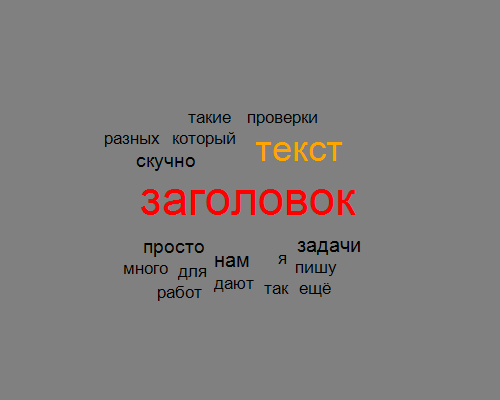 такие проверки
разных который
текст
скучно
заголовок
просто нам задачи
много для я пишу
работ дают так ещё